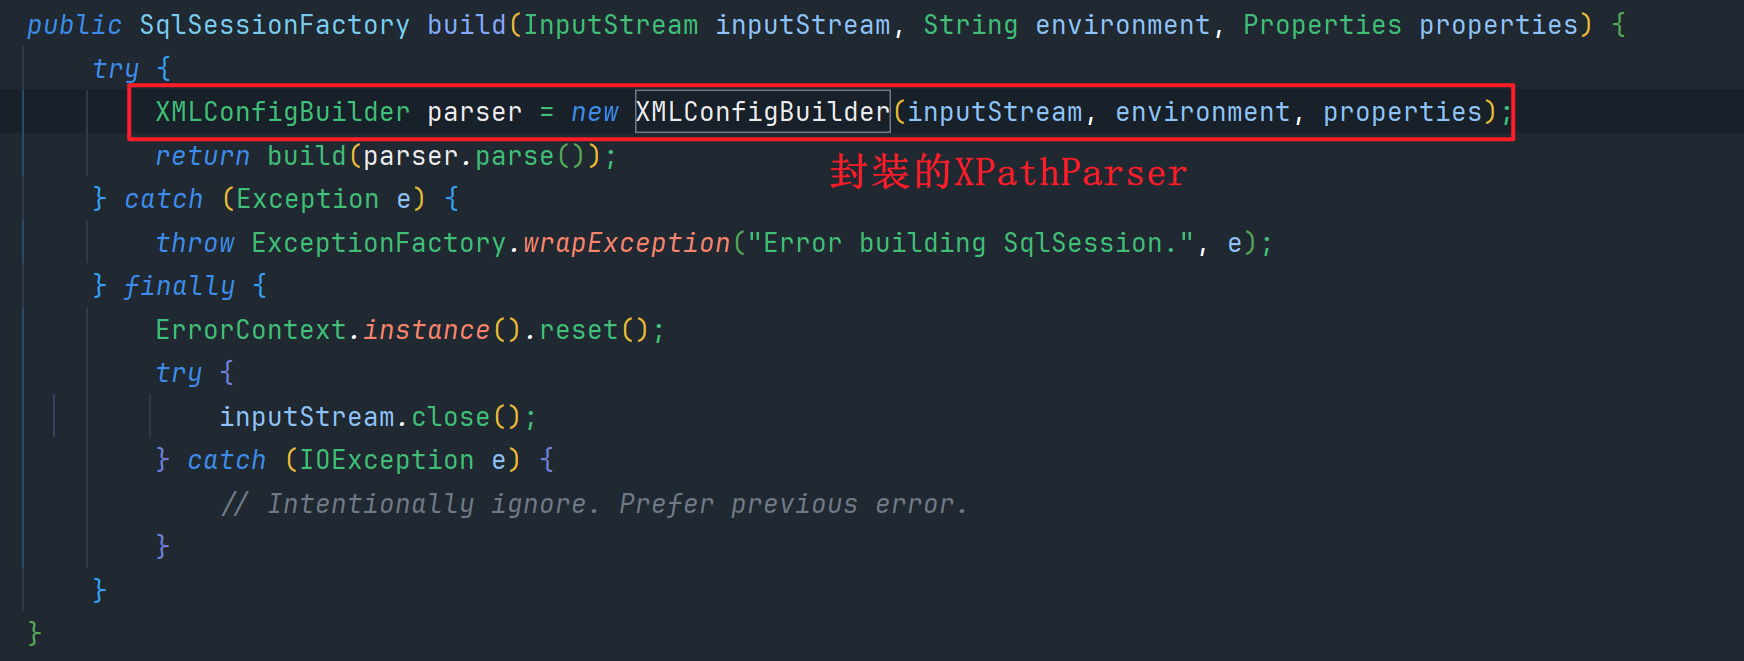 public SqlSessionFactory build(InputStream inputStream, String environment, Properties properties) {
try {
XMLConfigBuilder parser = new XMLConfigBuilder(inputStream, environment, properties);
return build(parser.parse());
封装的XPathParser
} catch (Exception e) {
throw ExceptionFactory.wrapException("Error building SqlSession.", e);
} finally {
ErrorContext.instance().reset();
try {
inputStream.close();
} catch (IOException e) {
// Intentionally ignore. Prefer previous error.
}
}
}